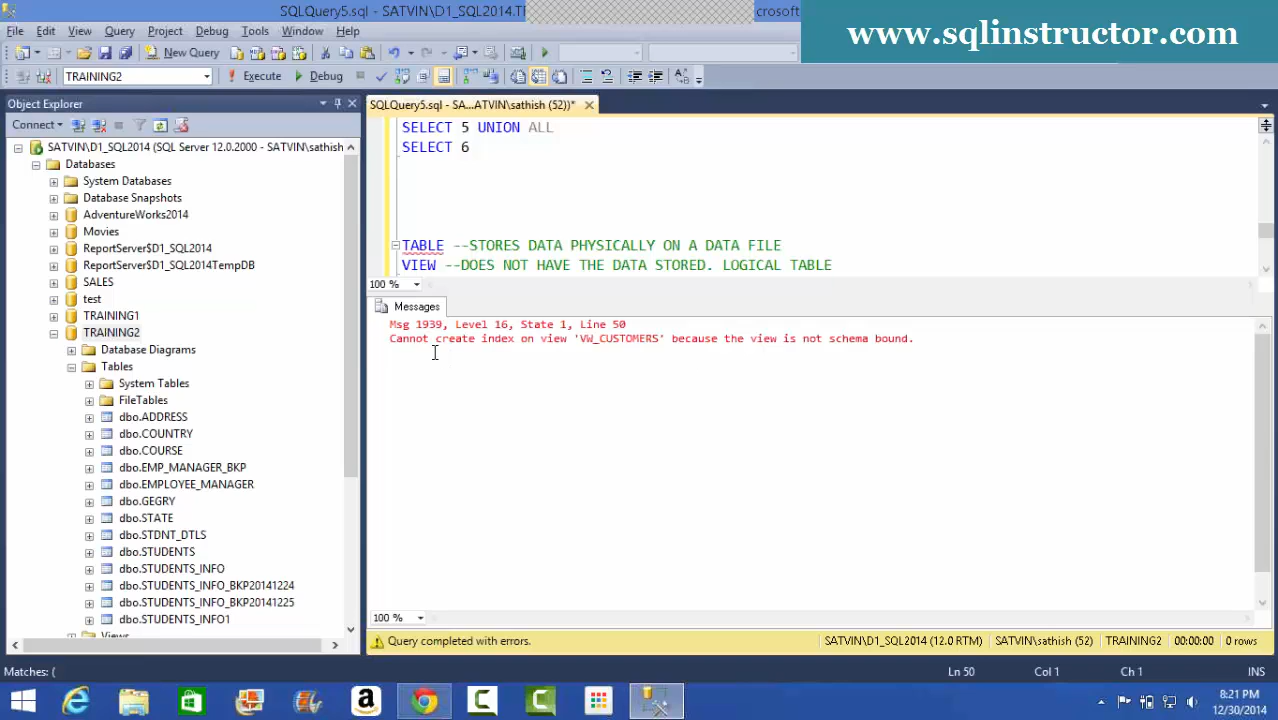 SQLQuery5.sql - SATVIN\D1_SQL2014.TR
crosoft
www.sqlinstructor.com
File Edit View Query Project Debug Tools Window Help
New Query
TRAINING2
Execute
Debug
Object Explorer
SQLQuery5.sql - SA...ATVIN\sathish (52))*
Connect
SATVIN\D1_SQL2014 (SQL Server 12.0.2000 - SATVIN\sathish
Databases
System Databases
Database Snapshots
AdventureWorks2014
Movies
ReportServer$D1_SQL2014
ReportServer$D1_SQL2014TempDB
SALES
test
TRAINING1
TRAINING2
Database Diagrams
Tables
System Tables
FileTables
dbo.ADDRESS
dbo.COUNTRY
dbo.COURSE
dbo.EMP_MANAGER_BKP
dbo.EMPLOYEE_MANAGER
dbo.GEGRY
dbo.STATE
dbo.STDNT_DTLS
dbo.STUDENTS
dbo.STUDENTS_INFO
dbo.STUDENTS_INFO_BKP20141224
dbo.STUDENTS_INFO_BKP20141225
dbo.STUDENTS_INFO1
Views
SELECT 5 UNION ALL
SELECT 6
TABLE --STORES DATA PHYSICALLY ON A DATA FILE
VIEW --DOES NOT HAVE THE DATA STORED. LOGICAL TABLE
100 %
Messages
Msg 1939, Level 16, State 1, Line 50
Cannot create index on view 'VW_CUSTOMERS' because the view is not schema bound.
100 %
Query completed with errors.
SATVIN\D1_SQL2014 (12.0 RTM) SATVIN\sathish (52) TRAINING2 00:00:00 0 rows
Matches: (
Ln 50 Col 1 Ch 1 INS
8:21 PM
12/30/2014